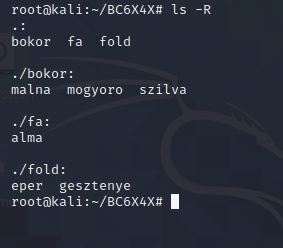 root@kali:~/BC6X4X# ls -R
.:
bokor  fa  fold

./bokor:
malna  mogyoro  szilva

./fa:
alma

./fold:
eper  gesztenye
root@kali:~/BC6X4X#